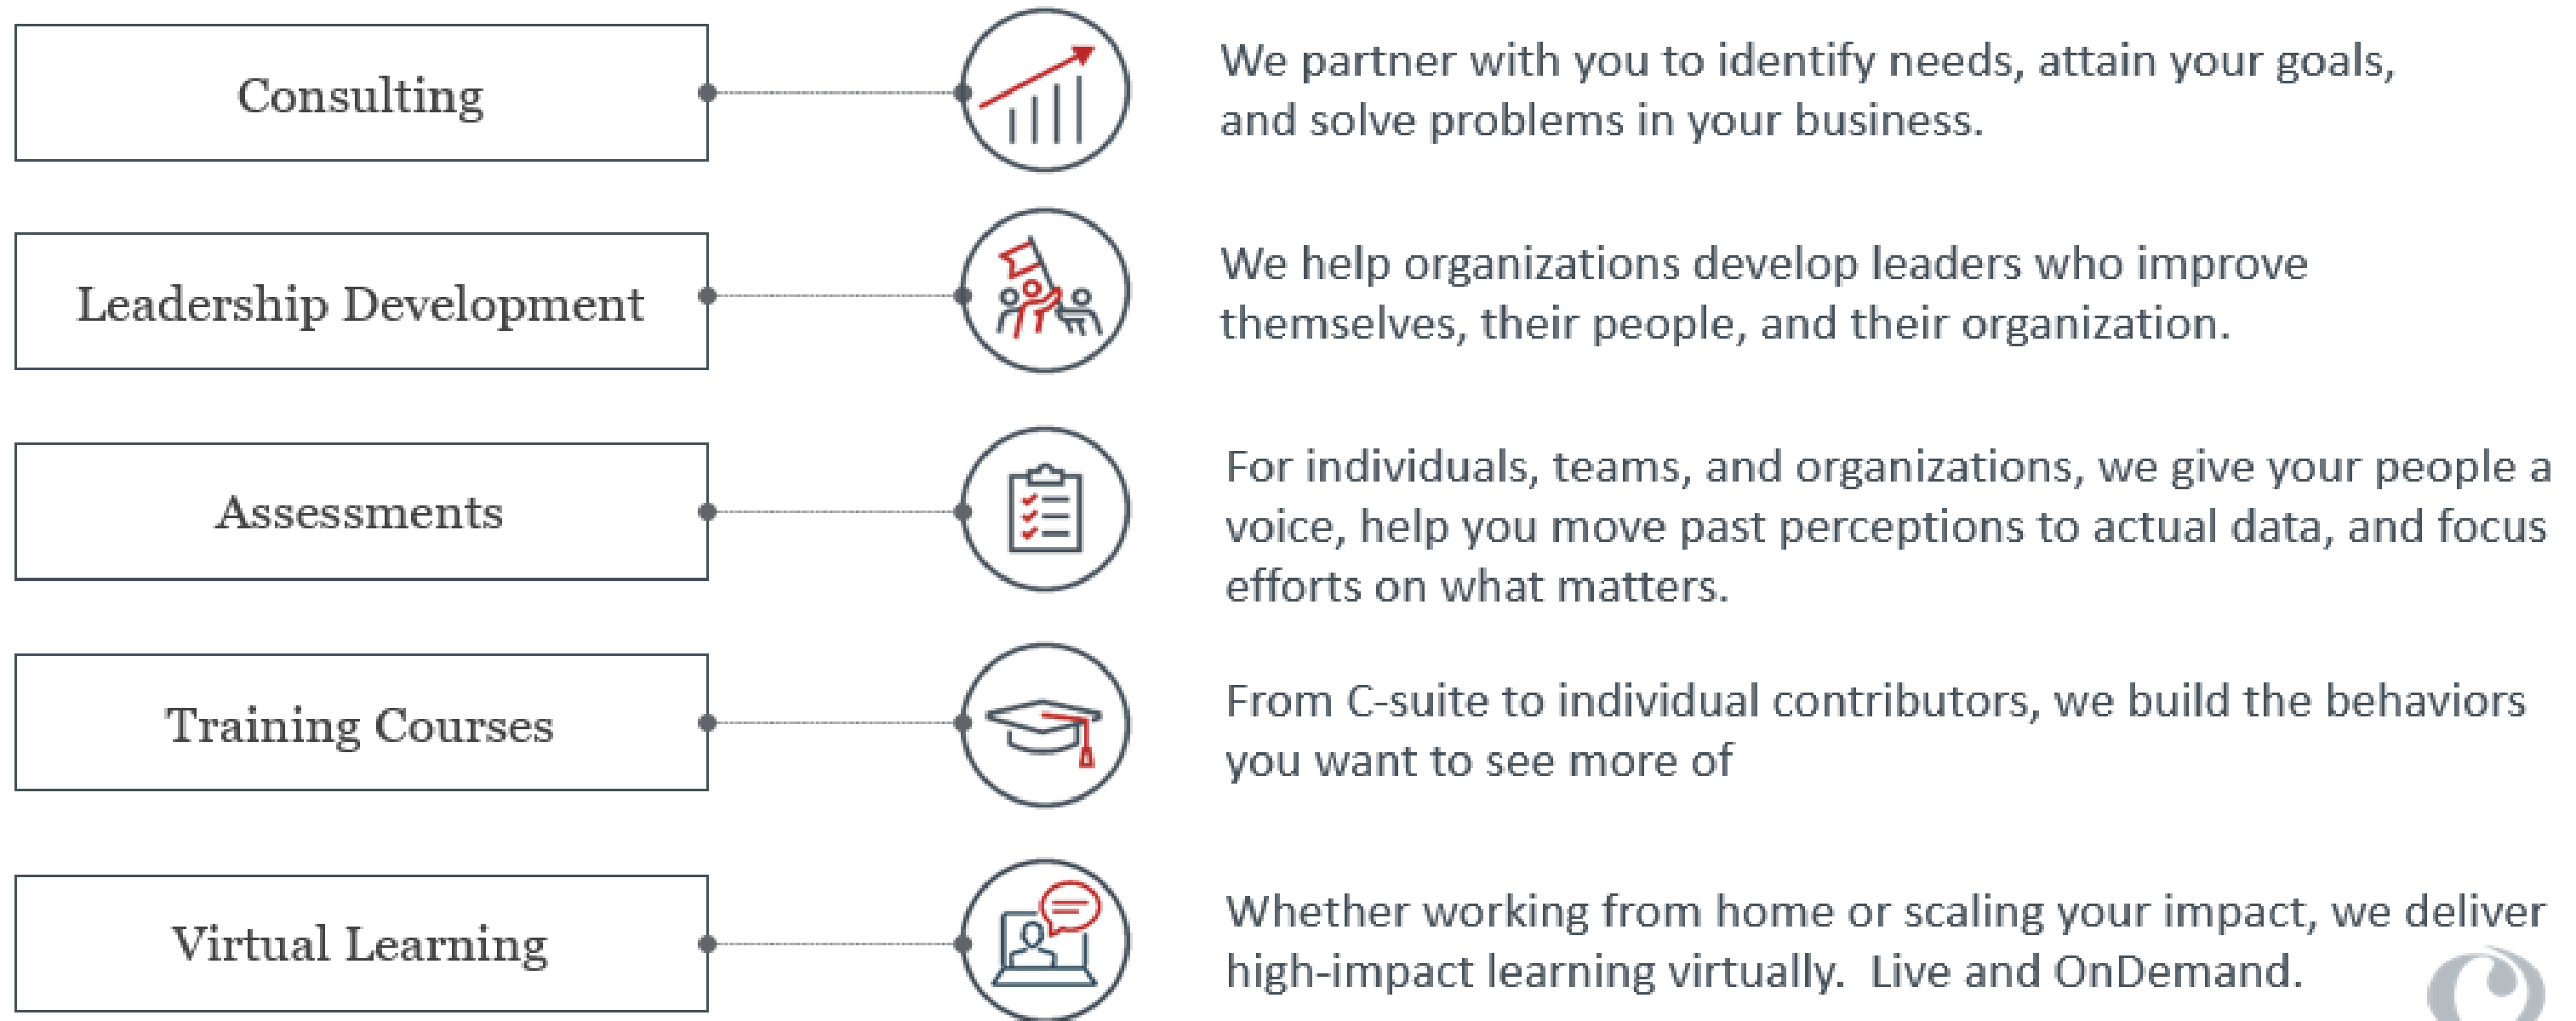 Consulting
We partner with you to identify needs, attain your goals,
and solve problems in your business.
Leadership Development
We help organizations develop leaders who improve
themselves, their people, and their organization.
Assessments
For individuals, teams, and organizations, we give your people a
voice, help you move past perceptions to actual data, and focus
efforts on what matters.
Training Courses
From C-suite to individual contributors, we build the behaviors
you want to see more of
Virtual Learning
Whether working from home or scaling your impact, we deliver
high-impact learning virtually.  Live and OnDemand.